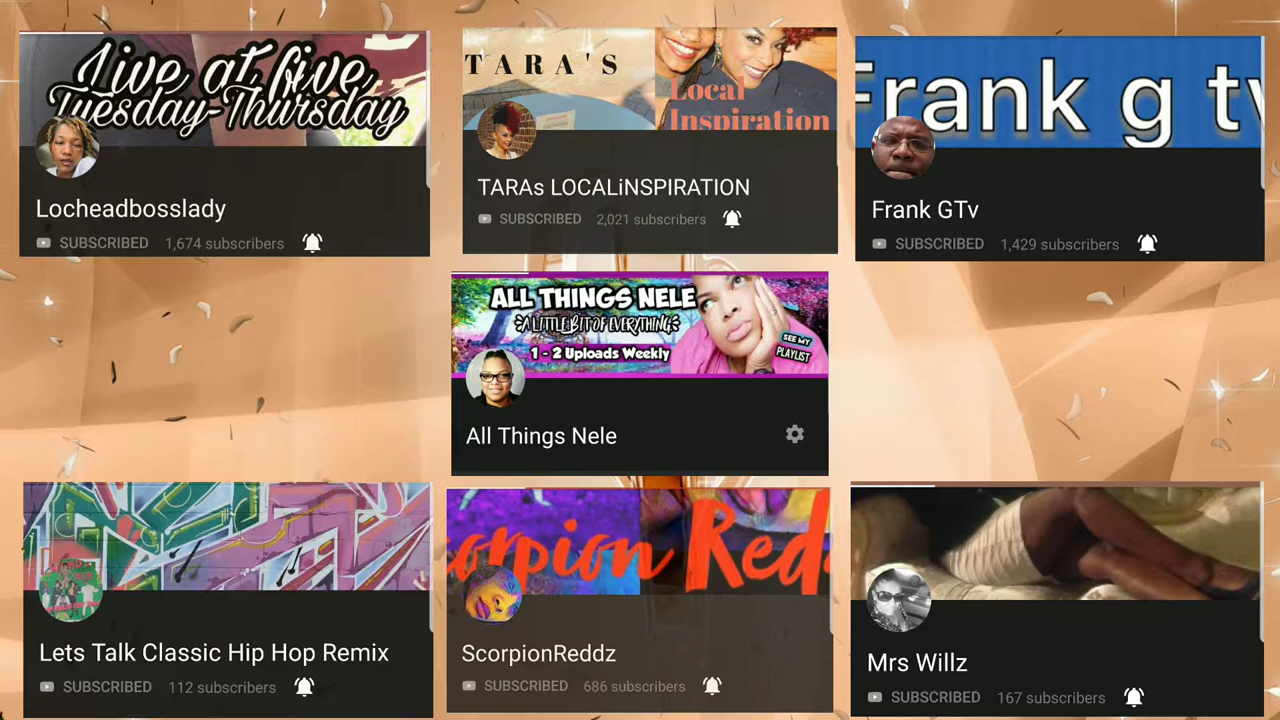 Live at five
Tuesday-Thursday
Locheadbosslady
SUBSCRIBED 1,674 subscribers
TARA'S
Local
Inspiration
TARAs LOCALiNSPIRATION
SUBSCRIBED 2,021 subscribers
Frank g tv
Frank GTv
SUBSCRIBED 1,429 subscribers
ALL THINGS NELE
A LITTLE BIT OF EVERYTHING
1 - 2 Uploads Weekly
SEE MY
PLAYLIST
All Things Nele
Lets Talk Classic Hip Hop Remix
SUBSCRIBED 112 subscribers
orpion Red
ScorpionReddz
SUBSCRIBED 686 subscribers
Mrs Willz
SUBSCRIBED 167 subscribers